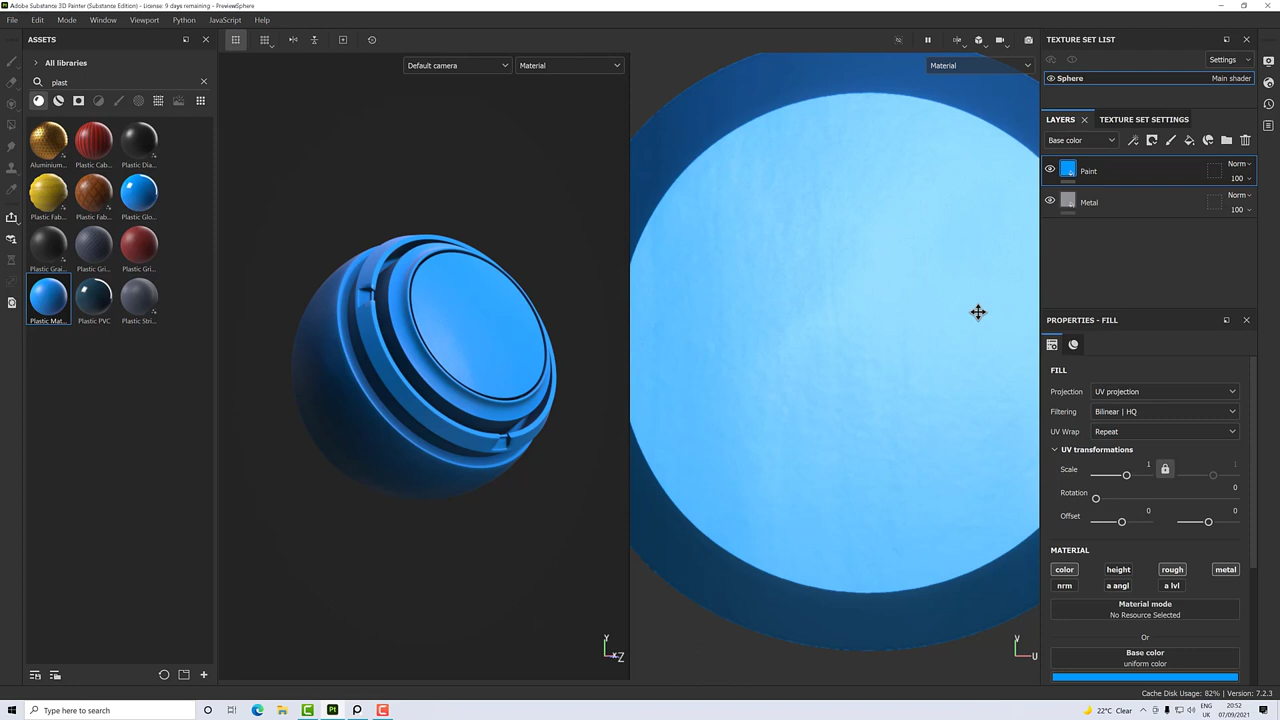 Adobe Substance 3D Painter (Substance Edition) - License: 9 days remaining - PreviewSphere
File Edit Mode Window Viewport Python JavaScript Help
ASSETS
All libraries
plast
Aluminium... Plastic Cab... Plastic Dia...
Plastic Fab... Plastic Fab... Plastic Glo...
Plastic Grai... Plastic Gri... Plastic Gri...
Plastic Mat... Plastic PVC Plastic Stri...
Default camera
Material
Y
Z
Material
V
U
TEXTURE SET LIST
Settings
Sphere Main shader
LAYERS TEXTURE SET SETTINGS
Base color
Paint Norm 100
Metal Norm 100
PROPERTIES - FILL
FILL
Projection UV projection
Filtering Bilinear | HQ
UV Wrap Repeat
UV transformations
Scale 1 1
Rotation 0
Offset 0 0
MATERIAL
color height rough metal
nrm a angl a lvl
Material mode
No Resource Selected
Or
Base color
uniform color
Cache Disk Usage: 82% | Version: 7.2.3
Type here to search
22°C Clear
ENG
UK
20:52
07/09/2021